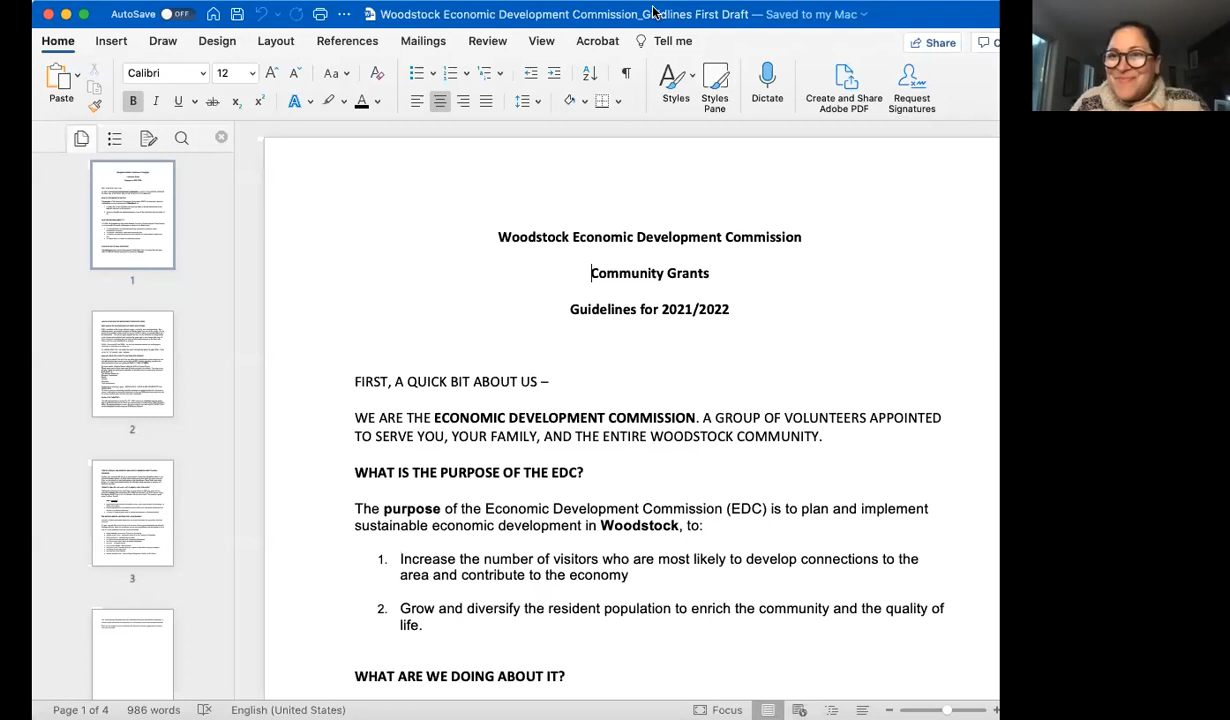 AutoSave OFF
Woodstock Economic Development Commission_G dlines First Draft — Saved to my Mac
Home Insert Draw Design Layout References Mailings Review View Acrobat Tell me
Share
Paste
Calibri 12
Styles
Styles Pane
Dictate
Create and Share Adobe PDF
Request Signatures
1
2
3
Woodstock Economic Development Commission
Community Grants
Guidelines for 2021/2022
FIRST, A QUICK BIT ABOUT US –
WE ARE THE ECONOMIC DEVELOPMENT COMMISSION. A GROUP OF VOLUNTEERS APPOINTED
TO SERVE YOU, YOUR FAMILY, AND THE ENTIRE WOODSTOCK COMMUNITY.
WHAT IS THE PURPOSE OF THE EDC?
The purpose of the Economic Development Commission (EDC) is to plan and implement
sustainable economic development in Woodstock, to:
1. Increase the number of visitors who are most likely to develop connections to the
area and contribute to the economy
2. Grow and diversify the resident population to enrich the community and the quality of
life.
WHAT ARE WE DOING ABOUT IT?
Page 1 of 4 986 words English (United States) Focus